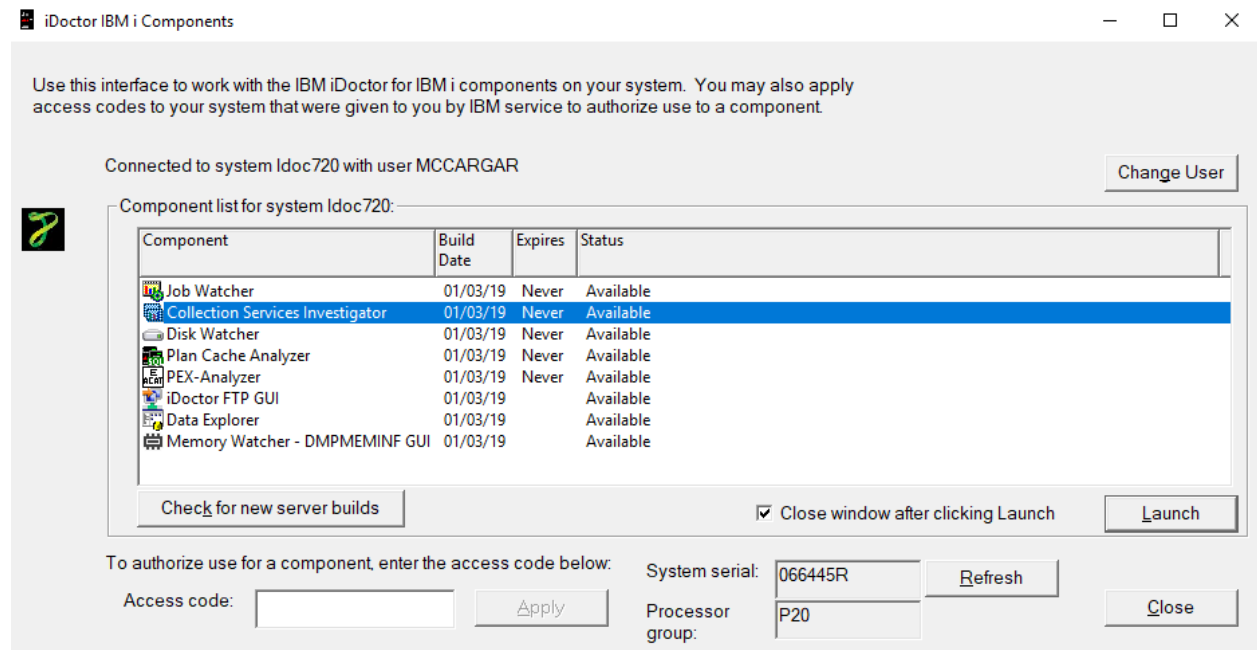 iDoctor IBM i Components
Use this interface to work with the IBM iDoctor for IBM i components on your system. You may also apply
access codes to your system that were given to you by IBM service to authorize use to a component.
Connected to system Idoc720 with user MCCARGAR
Change User
Component list for system Idoc720:
Component Build Date Expires Status
Job Watcher 01/03/19 Never Available
Collection Services Investigator 01/03/19 Never Available
Disk Watcher 01/03/19 Never Available
Plan Cache Analyzer 01/03/19 Never Available
PEX-Analyzer 01/03/19 Never Available
iDoctor FTP GUI 01/03/19 Available
Data Explorer 01/03/19 Available
Memory Watcher - DMPMEMINF GUI 01/03/19 Available
Check for new server builds
Close window after clicking Launch
Launch
To authorize use for a component, enter the access code below:
Access code:
Apply
System serial: 066445R
Refresh
Processor group: P20
Close